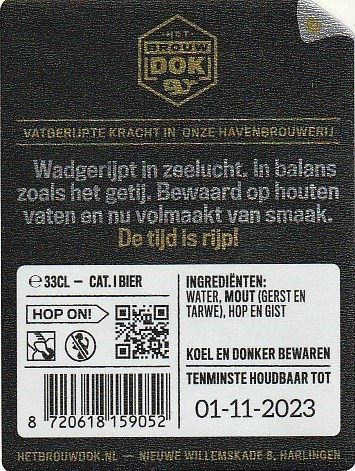 HET
BROUW
DOK
VATGERIJPTE KRACHT IN ONZE HAVENBROUWERIJ
Wadgerijpt in zeelucht. In balans
zoals het getij. Bewaard op houten
vaten en nu volmaakt van smaak.
De tijd is rijp!
℮ 33CL – CAT. I BIER
HOP ON!
8 720618 159052
INGREDIËNTEN:
WATER, MOUT (GERST EN
TARWE), HOP EN GIST
KOEL EN DONKER BEWAREN
TENMINSTE HOUDBAAR TOT
01-11-2023
HETBROUWDOK.NL – NIEUWE WILLEMSKADE 8, HARLINGEN